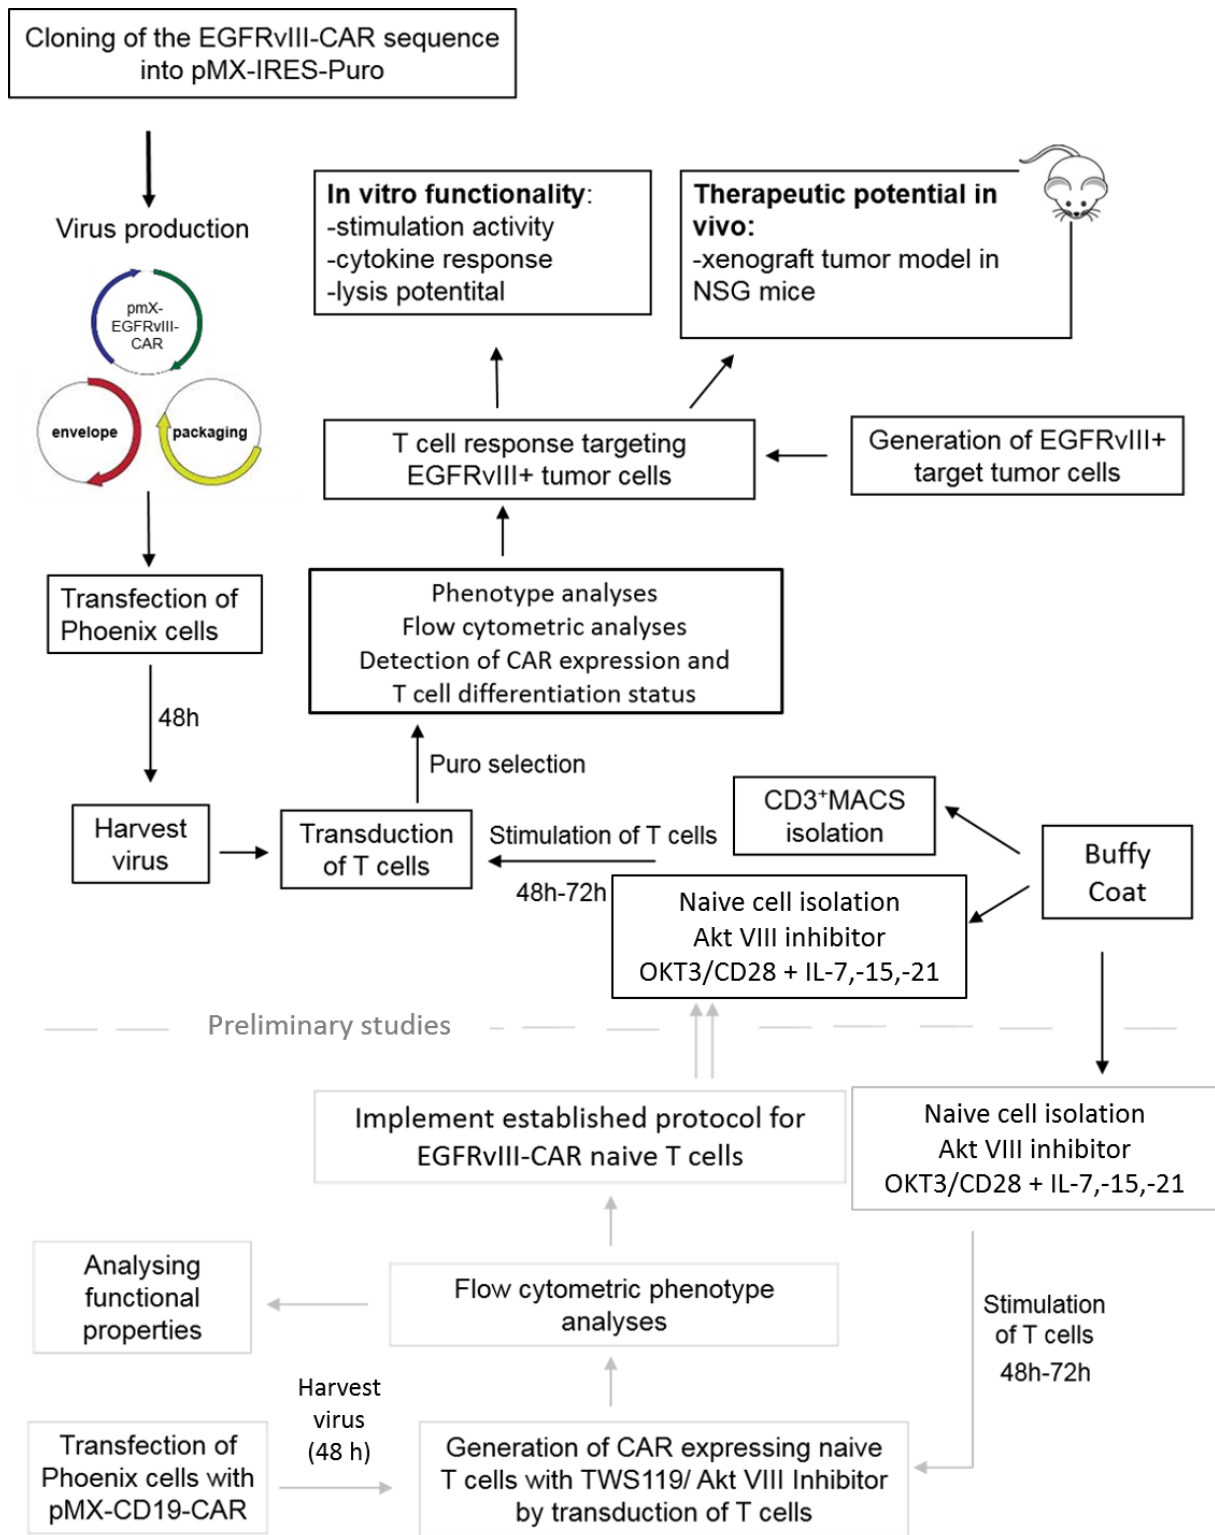 Cloning of the EGFRvIII-CAR sequence
into pMX-IRES-Puro
Virus production
pmX-
EGFRvIII-
CAR
envelope
packaging
Transfection of
Phoenix cells
48h
Harvest
virus
Transduction
of T cells
Puro selection
Phenotype analyses
Flow cytometric analyses
Detection of CAR expression and
T cell differentiation status
T cell response targeting
EGFRvIII+ tumor cells
In vitro functionality:
-stimulation activity
-cytokine response
-lysis potentital
Therapeutic potential in
vivo:
-xenograft tumor model in
NSG mice
Generation of EGFRvIII+
target tumor cells
Stimulation of T cells
48h-72h
CD3⁺MACS
isolation
Buffy
Coat
Naive cell isolation
Akt VIII inhibitor
OKT3/CD28 + IL-7,-15,-21
Preliminary studies
Implement established protocol for
EGFRvIII-CAR naive T cells
Naive cell isolation
Akt VIII inhibitor
OKT3/CD28 + IL-7,-15,-21
Analysing
functional
properties
Flow cytometric phenotype
analyses
Stimulation
of T cells
48h-72h
Harvest
virus
(48 h)
Transfection of
Phoenix cells with
pMX-CD19-CAR
Generation of CAR expressing naive
T cells with TWS119/ Akt VIII Inhibitor
by transduction of T cells